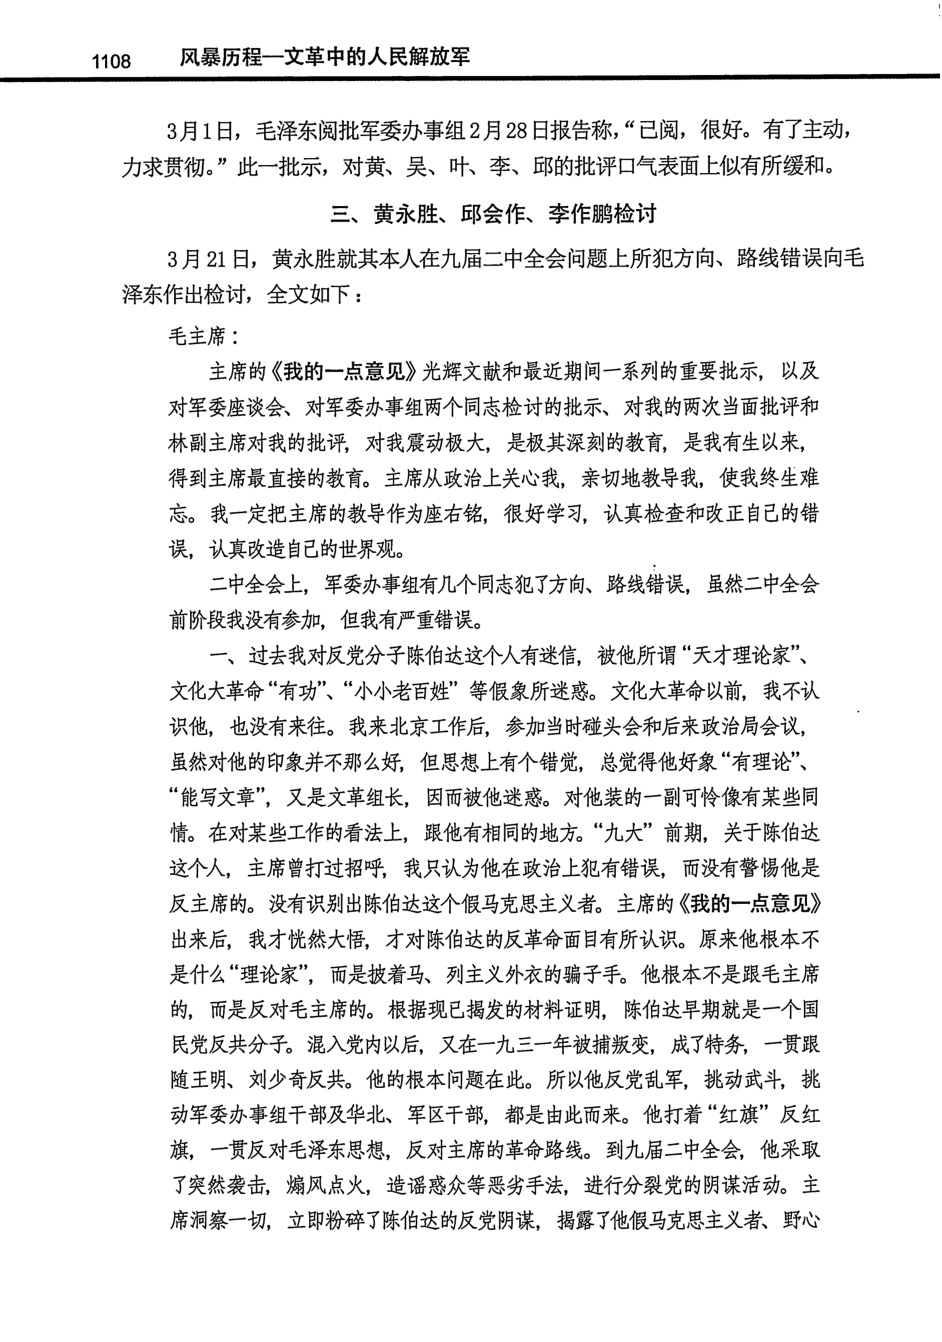 1108 风暴历程—文革中的人民解放军
3月1日，毛泽东阅批军委办事组2月28日报告称，“己阅，很好。有了主动，
力求贯彻。”此一批示，对黄、吴、叶、李、邱的批评口气表面上似有所缓和。
三、黄永胜、邱会作、李作鹏检讨
3月21日，黄永胜就其本人在九届二中全会问题上所犯方向、路线错误向毛
泽东作出检讨，全文如下：
毛主席：
主席的《我的一点意见》光辉文献和最近期间一系列的重要批示，以及
对军委座谈会、对军委办事组两个同志检讨的批示、对我的两次当面批评和
林副主席对我的批评，对我震动极大，是极其深刻的教育，是我有生以来，
得到主席最直接的教育。主席从政治上关心我，亲切地教导我，使我终生难
忘。我一定把主席的教导作为座右铭，很好学习，认真检查和改正自己的错
误，认真改造自己的世界观。
二中全会上，军委办事组有几个同志犯了方向、路线错误，虽然二中全会
前阶段我没有参加，但我有严重错误。
一、过去我对反党分子陈伯达这个人有迷信，被他所谓“天才理论家”、
文化大革命“有功”、“小小老百姓”等假象所迷惑。文化大革命以前，我不认
识他，也没有来往。我来北京工作后，参加当时碰头会和后来政治局会议，
虽然对他的印象并不那么好，但思想上有个错觉，总觉得他好象“有理论”、
“能写文章”，又是文革组长，因而被他迷惑。对他装的一副可怜像有某些同
情。在对某些工作的看法上，跟他有相同的地方。“九大”前期，关于陈伯达
这个人，主席曾打过招呼，我只认为他在政治上犯有错误，而没有警惕他是
反主席的。没有识别出陈伯达这个假马克思主义者。主席的《我的一点意见》
出来后，我才恍然大悟，才对陈伯达的反革命面目有所认识。原来他根本不
是什么“理论家”，而是披着马、列主义外衣的骗子手。他根本不是跟毛主席
的，而是反对毛主席的。根据现已揭发的材料证明，陈伯达早期就是一个国
民党反共分子。混入党内以后，又在一九三一年被捕叛变，成了特务，一贯跟
随王明、刘少奇反共。他的根本问题在此。所以他反党乱军，挑动武斗，挑
动军委办事组干部及华北、军区干部，都是由此而来。他打着“红旗”反红
旗，一贯反对毛泽东思想，反对主席的革命路线。到九届二中全会，他采取
了突然袭击，煽风点火，造谣惑众等恶劣手法，进行分裂党的阴谋活动。主
席洞察一切，立即粉碎了陈伯达的反党阴谋，揭露了他假马克思主义者、野心